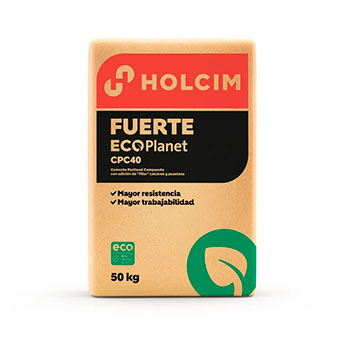 HOLCIM
FUERTE
ECOPlanet
CPC40
Cemento Portland Compuesto
con adición de "filler" calcáreo y puzolana
✓ Mayor resistencia
✓ Mayor trabajabilidad
eco
50 kg